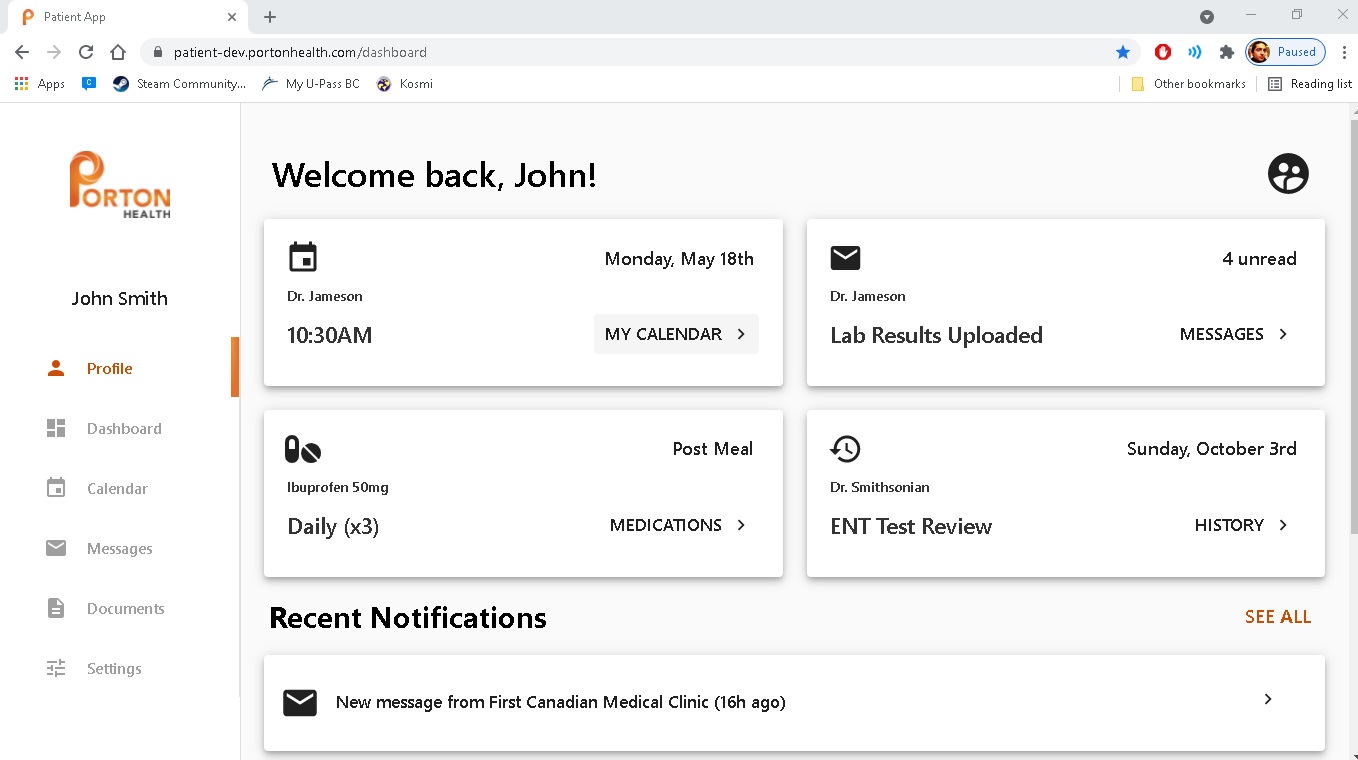 Patient App
patient-dev.portonhealth.com/dashboard
Paused
Apps
C
Steam Community...
My U-Pass BC
Kosmi
Other bookmarks
Reading list
PORTON
HEALTH
John Smith
Profile
Dashboard
Calendar
Messages
Documents
Settings
Welcome back, John!
Monday, May 18th
Dr. Jameson
10:30AM
MY CALENDAR
4 unread
Dr. Jameson
Lab Results Uploaded
MESSAGES
Post Meal
Ibuprofen 50mg
Daily (x3)
MEDICATIONS
Sunday, October 3rd
Dr. Smithsonian
ENT Test Review
HISTORY
Recent Notifications
SEE ALL
New message from First Canadian Medical Clinic (16h ago)